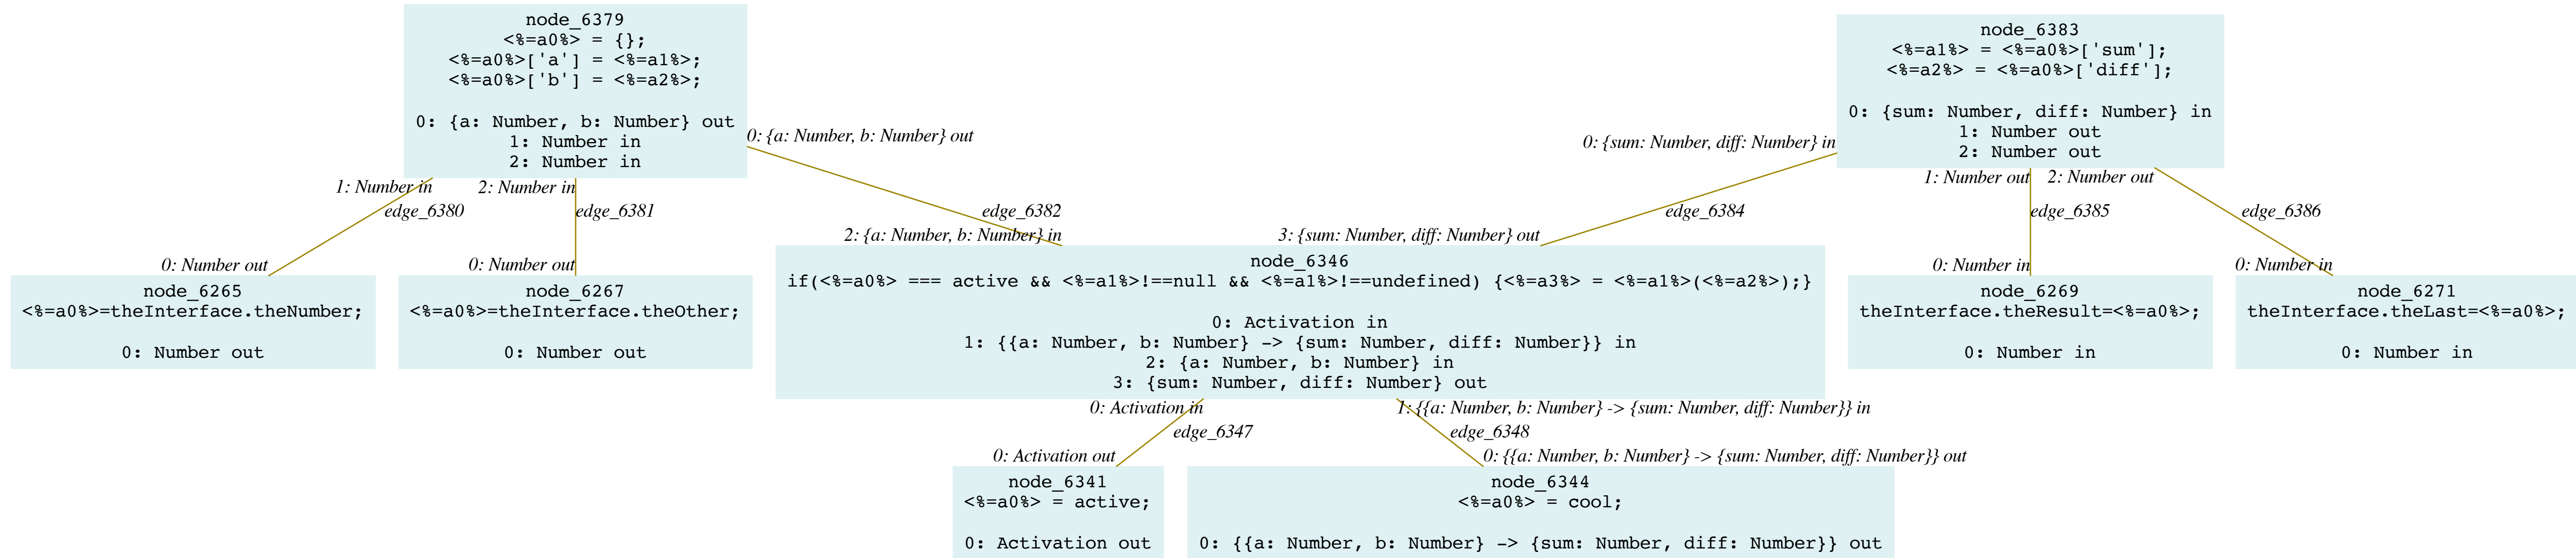 node_6379
<%=a0%> = {};
<%=a0%>['a'] = <%=a1%>;
<%=a0%>['b'] = <%=a2%>;
0: {a: Number, b: Number} out
1: Number in
2: Number in
node_6383
<%=a1%> = <%=a0%>['sum'];
<%=a2%> = <%=a0%>['diff'];
0: {sum: Number, diff: Number} in
1: Number out
2: Number out
0: {a: Number, b: Number} out
0: {sum: Number, diff: Number} in
1: Number in
2: Number in
1: Number out
2: Number out
edge_6380
edge_6381
edge_6382
edge_6384
edge_6385
edge_6386
0: Number out
0: Number out
2: {a: Number, b: Number} in
3: {sum: Number, diff: Number} out
0: Number in
0: Number in
node_6265
<%=a0%>=theInterface.theNumber;
0: Number out
node_6267
<%=a0%>=theInterface.theOther;
0: Number out
node_6346
if(<%=a0%> === active && <%=a1%>!==null && <%=a1%>!==undefined) {<%=a3%> = <%=a1%>(<%=a2%>);}
0: Activation in
1: {{a: Number, b: Number} -> {sum: Number, diff: Number}} in
2: {a: Number, b: Number} in
3: {sum: Number, diff: Number} out
node_6269
theInterface.theResult=<%=a0%>;
0: Number in
node_6271
theInterface.theLast=<%=a0%>;
0: Number in
0: Activation in
1: {{a: Number, b: Number} -> {sum: Number, diff: Number}} in
edge_6347
edge_6348
0: Activation out
0: {{a: Number, b: Number} -> {sum: Number, diff: Number}} out
node_6341
<%=a0%> = active;
0: Activation out
node_6344
<%=a0%> = cool;
0: {{a: Number, b: Number} -> {sum: Number, diff: Number}} out